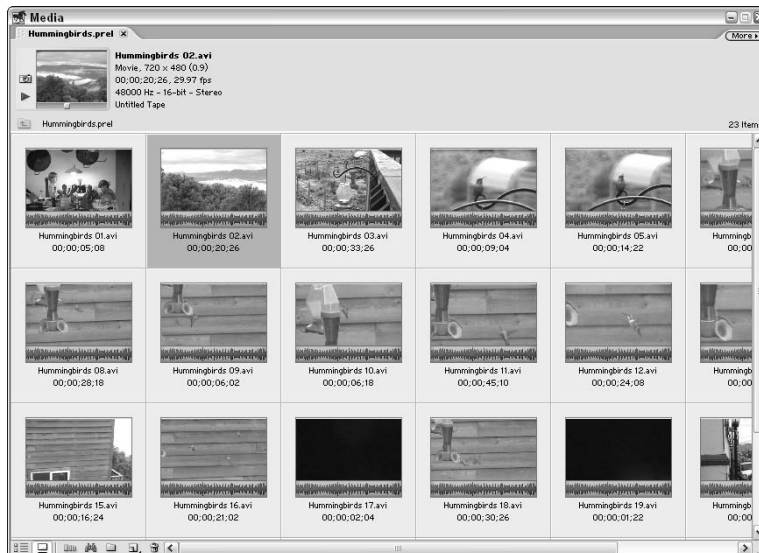 Media
Hummingbirds.prel
More
Hummingbirds 02.avi
Movie, 720 x 480 (0.9)
00;00;20;26, 29.97 fps
48000 Hz - 16-bit - Stereo
Untitled Tape
Hummingbirds.prel
23 Item
Hummingbirds 01.avi
00;00;05;08
Hummingbirds 02.avi
00;00;20;26
Hummingbirds 03.avi
00;00;33;26
Hummingbirds 04.avi
00;00;09;04
Hummingbirds 05.avi
00;00;14;22
Hummingb
00;00
Hummingbirds 08.avi
00;00;28;18
Hummingbirds 09.avi
00;00;06;02
Hummingbirds 10.avi
00;00;06;18
Hummingbirds 11.avi
00;00;45;10
Hummingbirds 12.avi
00;00;24;08
Hummingb
00;00
Hummingbirds 15.avi
00;00;16;24
Hummingbirds 16.avi
00;00;21;02
Hummingbirds 17.avi
00;00;02;04
Hummingbirds 18.avi
00;00;30;26
Hummingbirds 19.avi
00;00;01;22
Hummingb
00;00